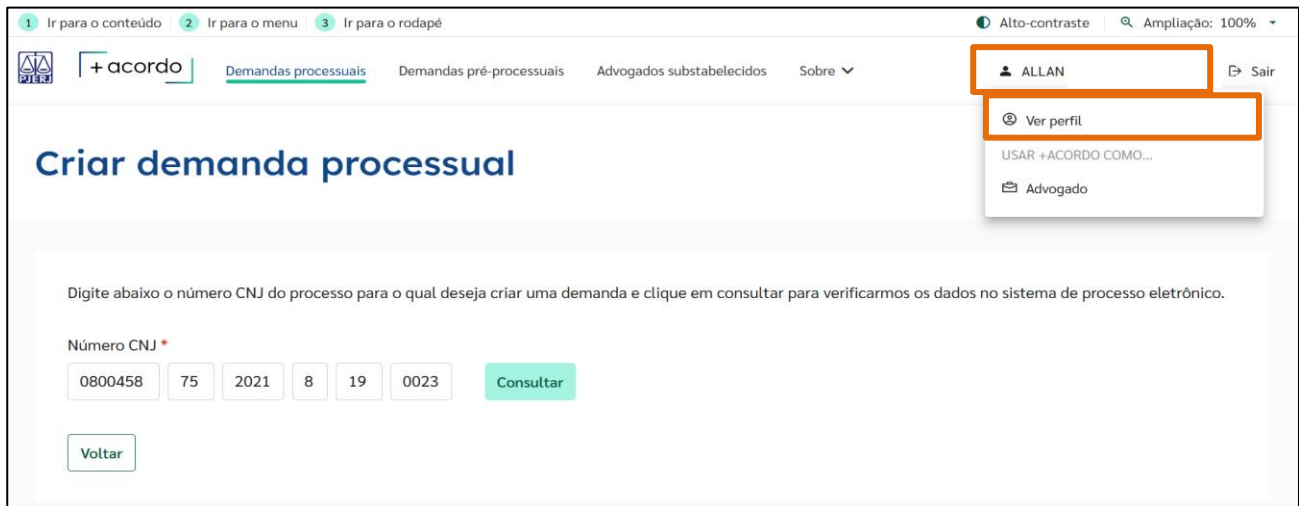 1 Ir para o conteúdo 2 Ir para o menu 3 Ir para o rodapé Alto-contraste Ampliação: 100%
PJERJ +acordo Demandas processuais Demandas pré-processuais Advogados substabelecidos Sobre ALLAN Sair
Ver perfil
USAR +ACORDO COMO...
Advogado
Criar demanda processual
Digite abaixo o número CNJ do processo para o qual deseja criar uma demanda e clique em consultar para verificarmos os dados no sistema de processo eletrônico.
Número CNJ *
0800458 75 2021 8 19 0023 Consultar
Voltar